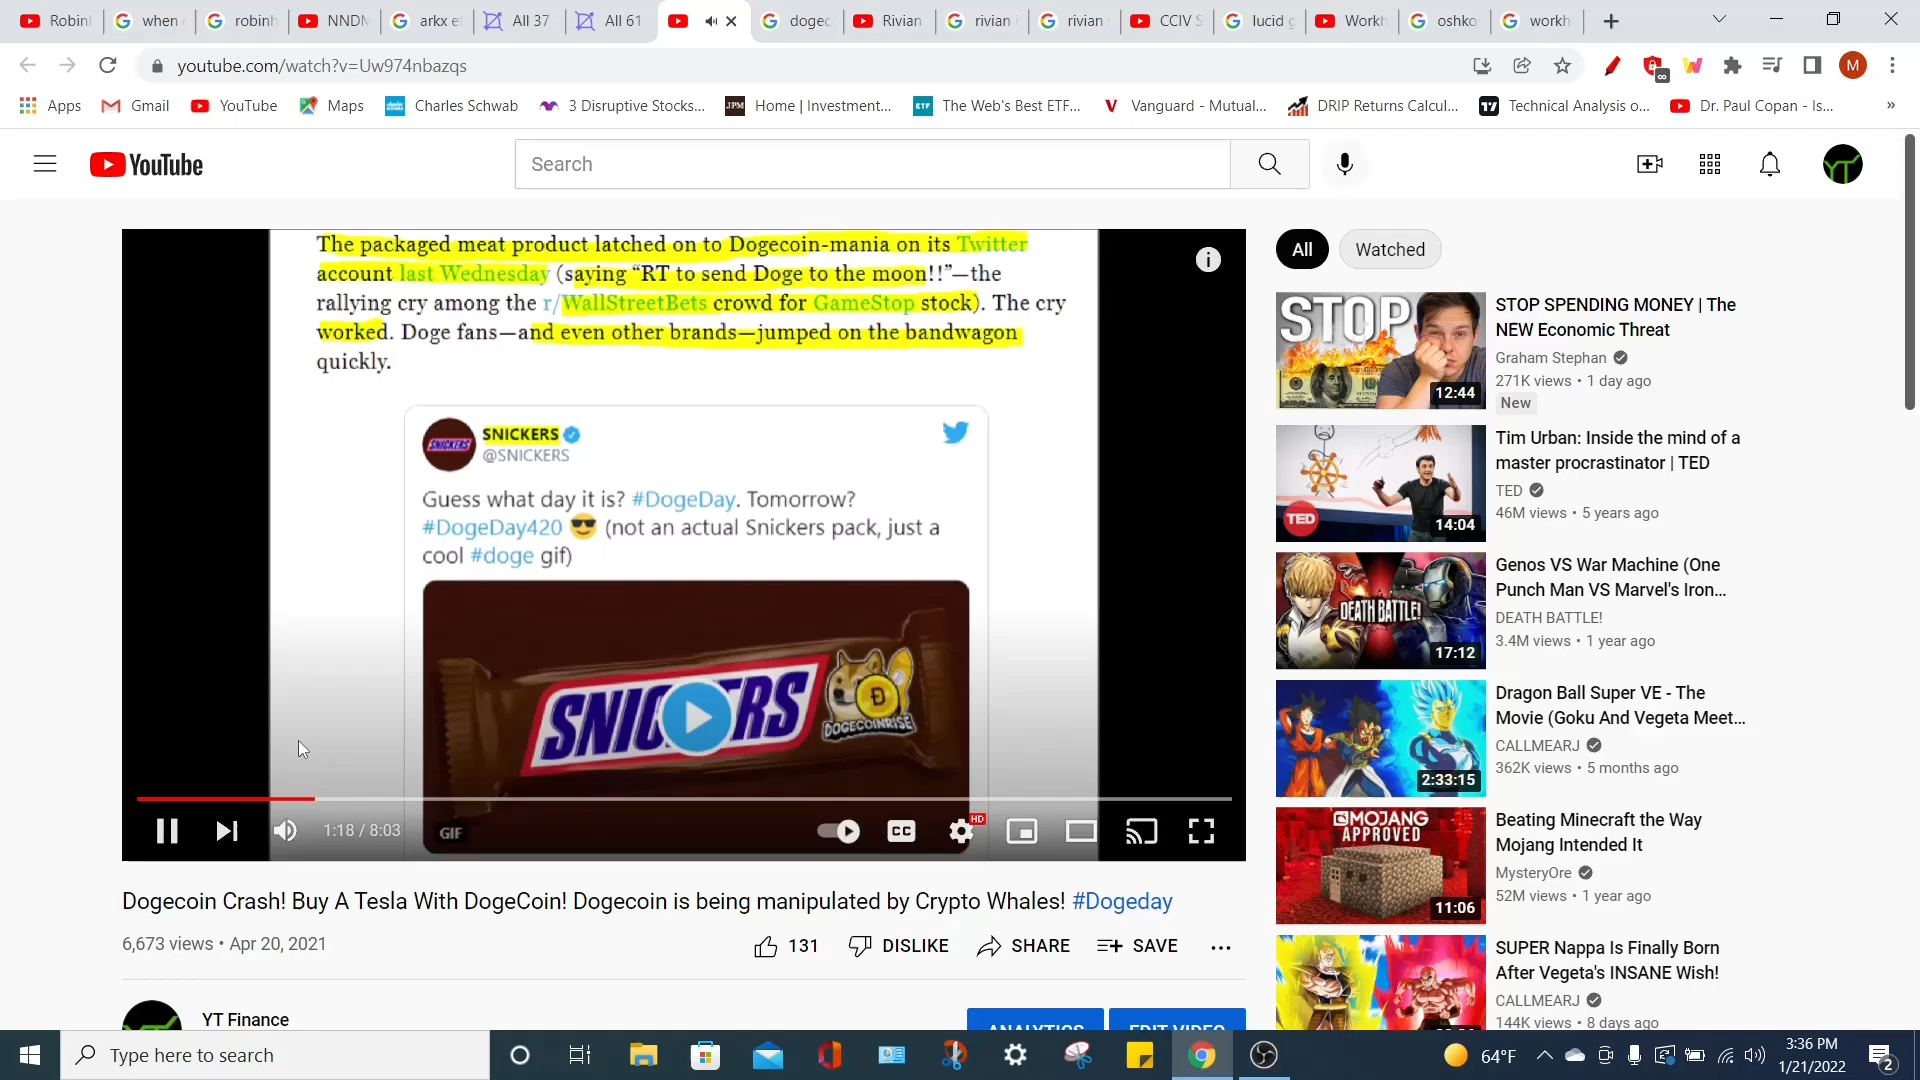 Robinl
when
robinh
NNDM
arkx e
All 37
All 61
dogec
Rivian
rivian
rivian
CCIV S
lucid g
Workh
oshko
workh
youtube.com/watch?v=Uw974nbazqs
M
Apps
Gmail
YouTube
Maps
Charles Schwab
3 Disruptive Stocks...
Home | Investment...
The Web's Best ETF...
Vanguard - Mutual...
DRIP Returns Calcul...
Technical Analysis o...
Dr. Paul Copan - Is...
»
YouTube
Search
The packaged meat product latched on to Dogecoin-mania on its Twitter
account last Wednesday (saying “RT to send Doge to the moon!!”—the
rallying cry among the r/WallStreetBets crowd for GameStop stock). The cry
worked. Doge fans—and even other brands—jumped on the bandwagon
quickly.
SNICKERS
@SNICKERS
Guess what day it is? #DogeDay. Tomorrow?
#DogeDay420 😎 (not an actual Snickers pack, just a
cool #doge gif)
DOGECOINRISE
GIF
1:18 / 8:03
CC
HD
Dogecoin Crash! Buy A Tesla With DogeCoin! Dogecoin is being manipulated by Crypto Whales! #Dogeday
6,673 views • Apr 20, 2021
131
DISLIKE
SHARE
SAVE
...
YT Finance
ANALYTICS
EDIT VIDEO
All
Watched
STOP
12:44
STOP SPENDING MONEY | The
NEW Economic Threat
Graham Stephan
271K views • 1 day ago
New
TED
14:04
Tim Urban: Inside the mind of a
master procrastinator | TED
TED
46M views • 5 years ago
DEATH BATTLE!
17:12
Genos VS War Machine (One
Punch Man VS Marvel's Iron...
DEATH BATTLE!
3.4M views • 1 year ago
2:33:15
Dragon Ball Super VE - The
Movie (Goku And Vegeta Meet...
CALLMEARJ
362K views • 5 months ago
MOJANG
APPROVED
11:06
Beating Minecraft the Way
Mojang Intended It
MysteryOre
52M views • 1 year ago
SUPER Nappa Is Finally Born
After Vegeta's INSANE Wish!
CALLMEARJ
144K views • 8 days ago
Type here to search
64°F
3:36 PM
1/21/2022
2